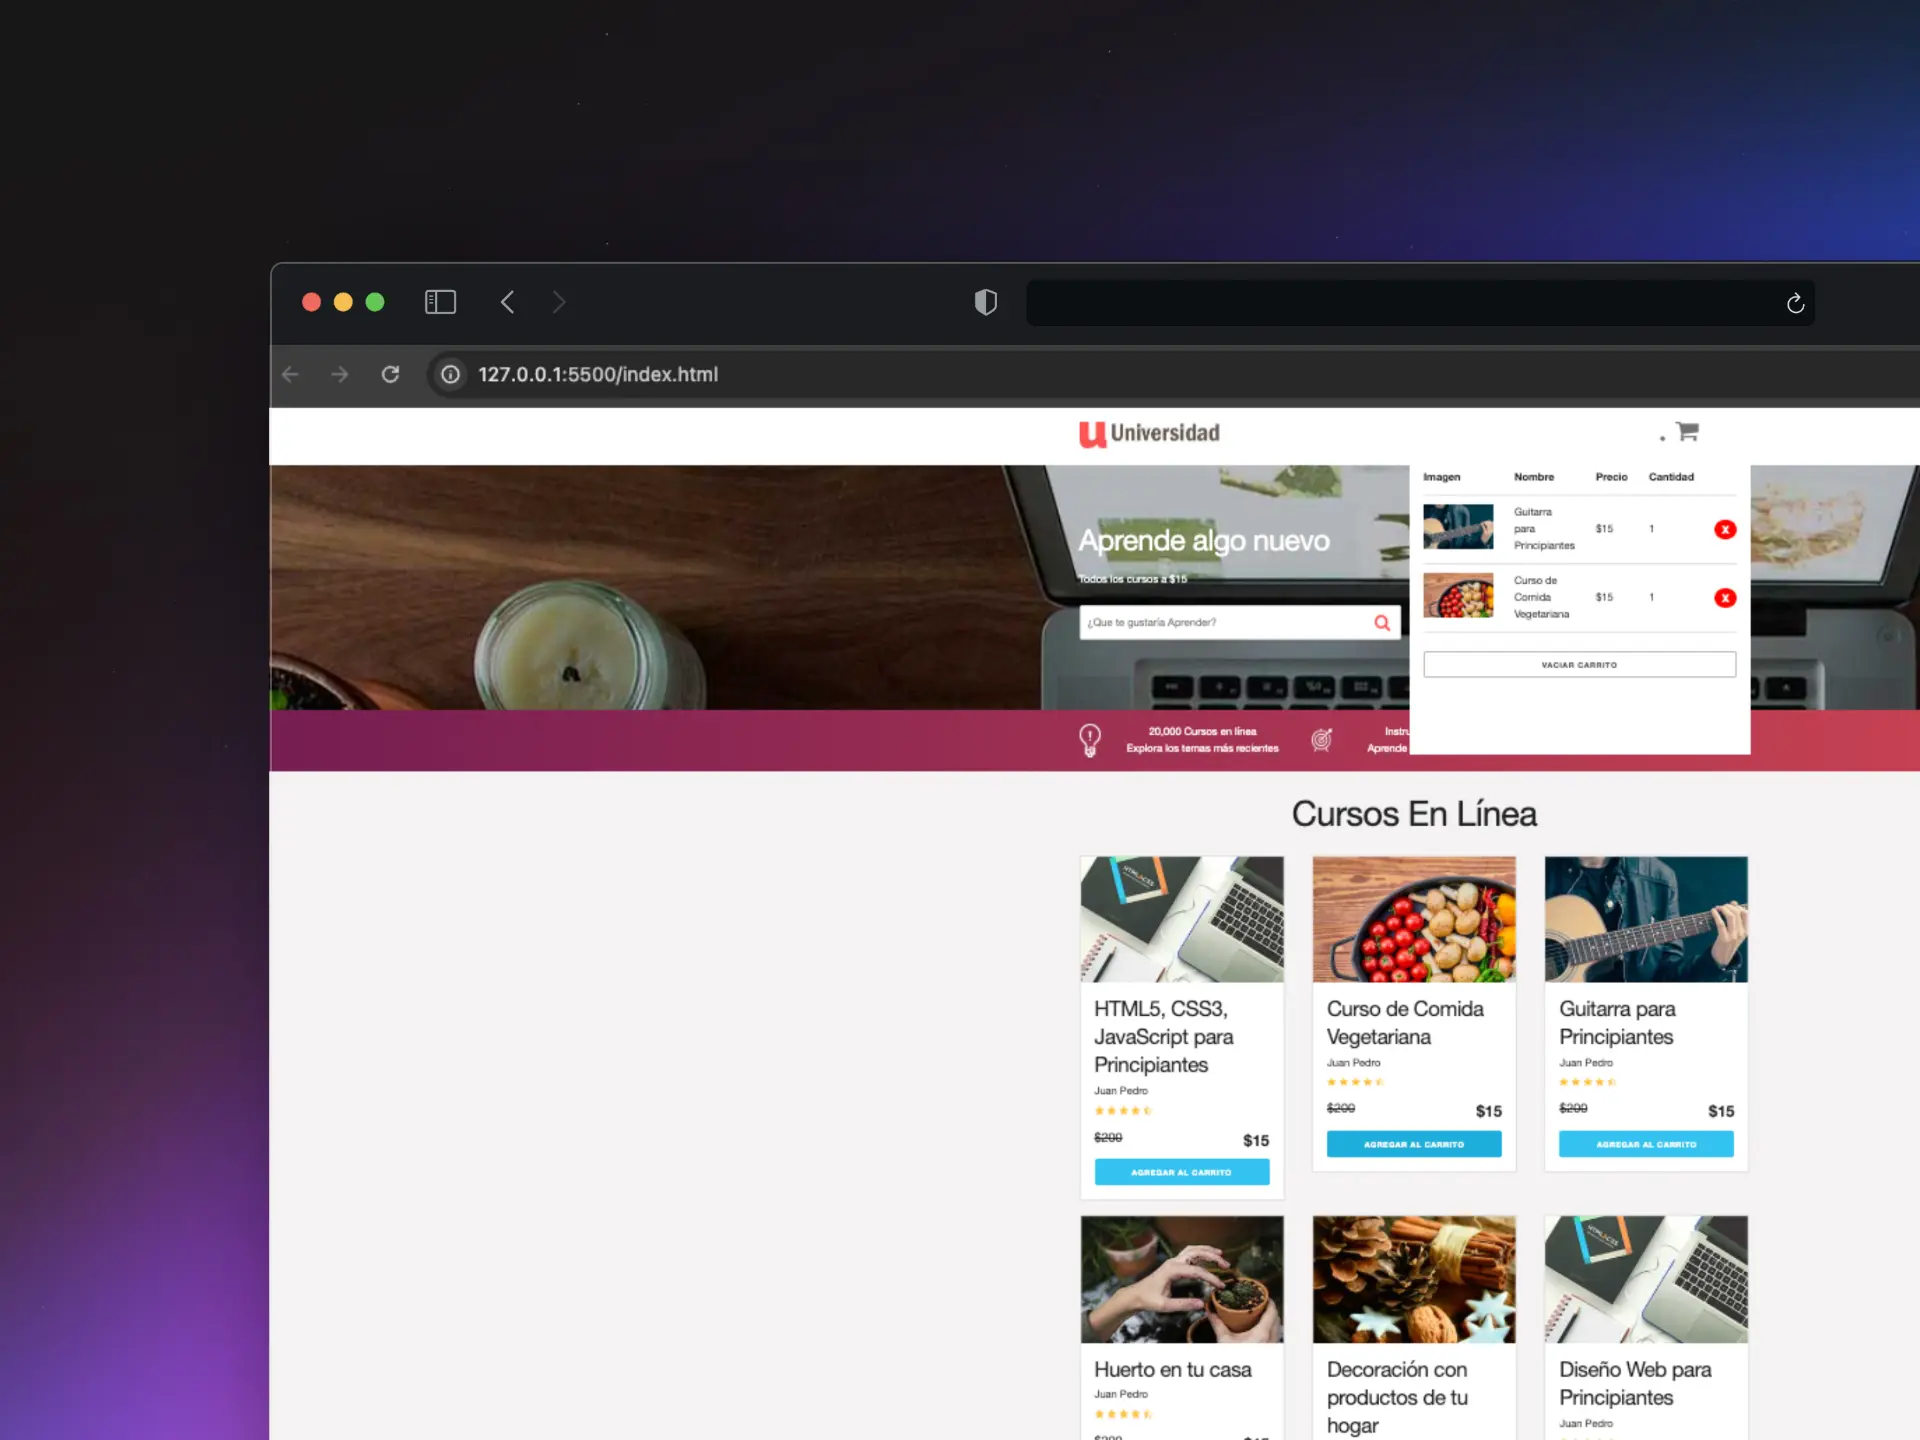 127.0.0.1:5500/index.html
Universidad
Aprende algo nuevo
Todos los cursos a $15
¿Que te gustaría Aprender?
Imagen Nombre Precio Cantidad
Guitarra
para
Principiantes
$15 1 X
Curso de
Comida
Vegetariana
$15 1 X
VACIAR CARRITO
20,000 Cursos en línea
Explora los temas más recientes
Instru
Aprende
Cursos En Línea
HTML5, CSS3,
JavaScript para
Principiantes
Juan Pedro
$200 $15
AGREGAR AL CARRITO
Curso de Comida
Vegetariana
Juan Pedro
$200 $15
AGREGAR AL CARRITO
Guitarra para
Principiantes
Juan Pedro
$200 $15
AGREGAR AL CARRITO
Huerto en tu casa
Juan Pedro
Decoración con
productos de tu
hogar
Diseño Web para
Principiantes
Juan Pedro